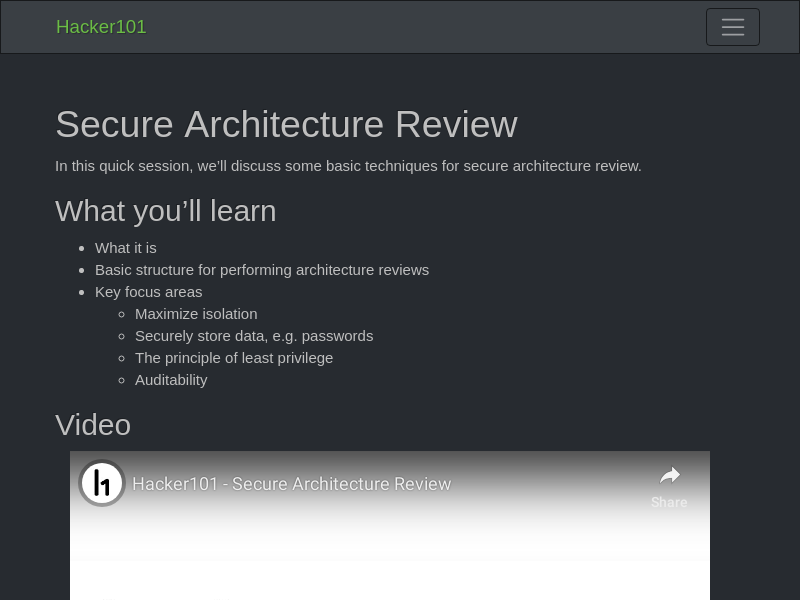 Hacker101
Secure Architecture Review
In this quick session, we’ll discuss some basic techniques for secure architecture review.
What you’ll learn
What it is
Basic structure for performing architecture reviews
Key focus areas
Maximize isolation
Securely store data, e.g. passwords
The principle of least privilege
Auditability
Video
h1
Hacker101 - Secure Architecture Review
Share